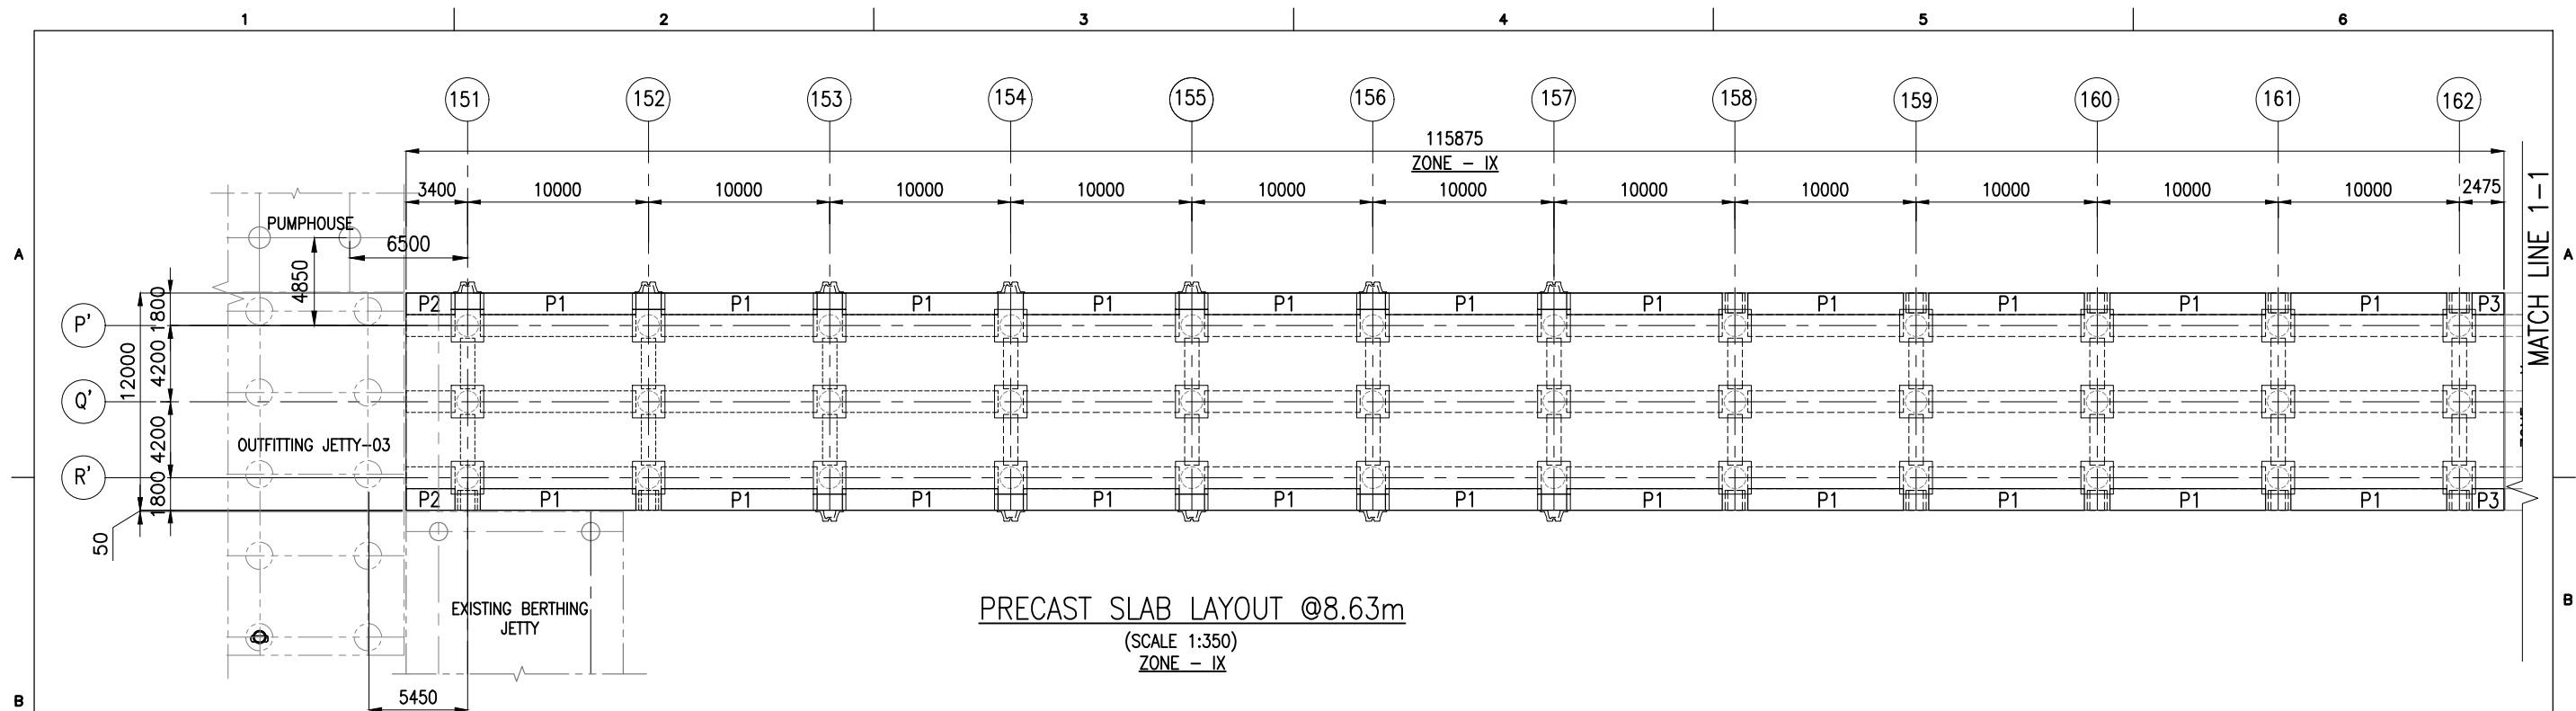 1 2 3 4 5 6
151 152 153 154 155 156 157 158 159 160 161 162
115875
ZONE - IX
3400 10000 10000 10000 10000 10000 10000 10000 10000 10000 10000 10000 2475
MATCH LINE 1-1
PUMPHOUSE
6500
A A
4850
1800
P2 P1 P1 P1 P1 P1 P1 P1 P1 P1 P1 P1 P3
P'
12000
4200
Q'
4200
OUTFITTING JETTY-03
R'
1800
P2 P1 P1 P1 P1 P1 P1 P1 P1 P1 P1 P1 P3
50
EXISTING BERTHING
JETTY
PRECAST SLAB LAYOUT @8.63m
(SCALE 1:350)
ZONE - IX
B
B
5450